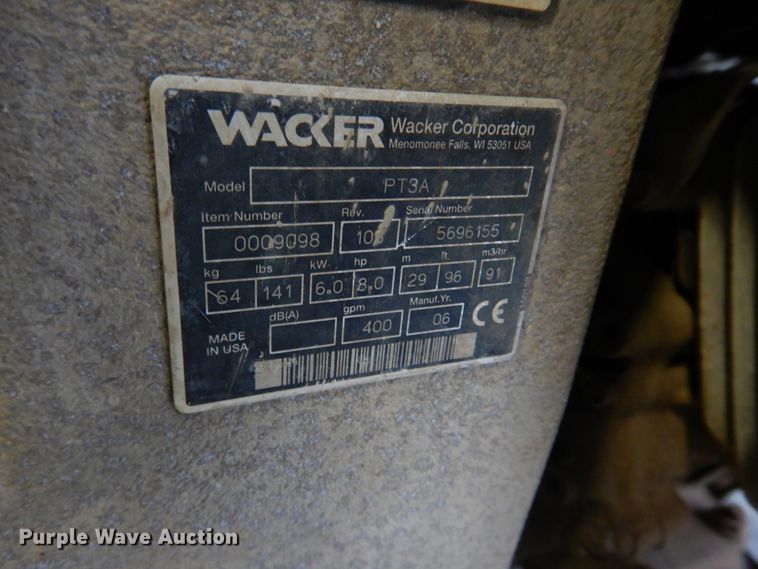 WACKER Wacker Corporation
Menomonee Falls, WI 53051 USA
Model PT3A
Item Number Rev. Serial Number
0009098 5696155
kg lbs kW hp m ft m3/hr
64 141 6.0 8.0 29 96 91
dB(A) gpm Manuf.Yr.
400 06 CE
MADE
IN USA
Purple Wave Auction